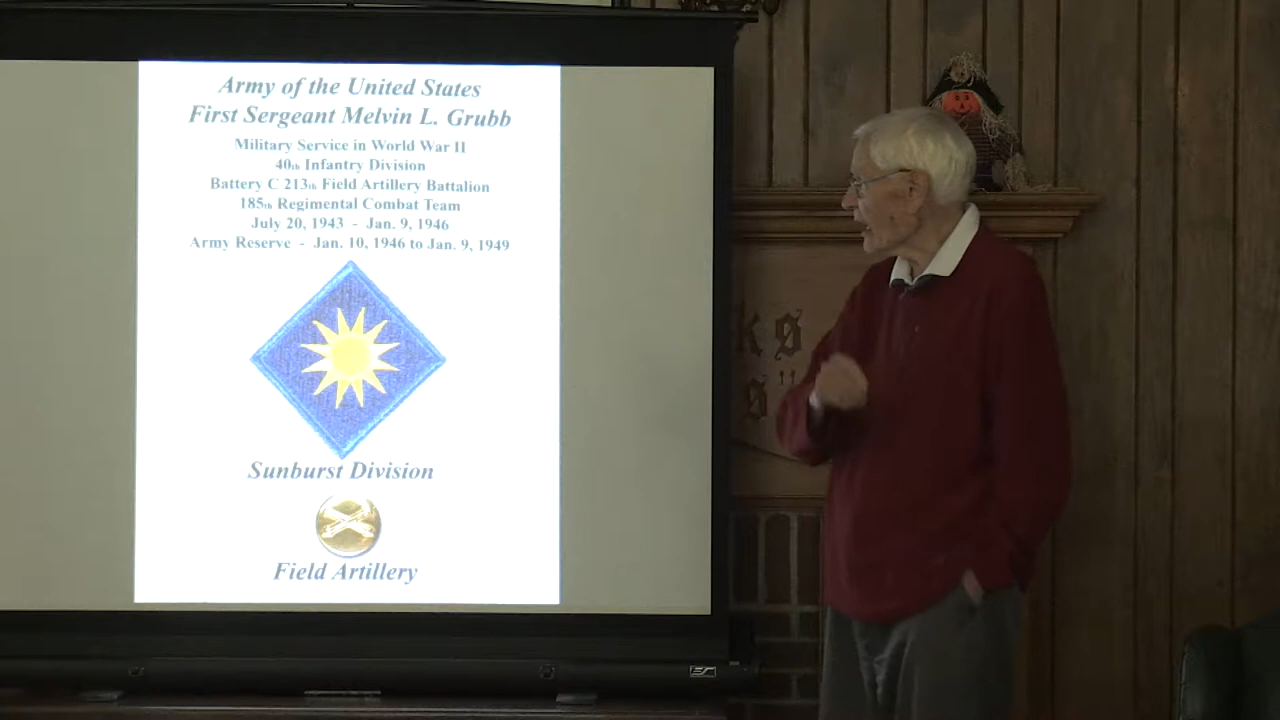 Army of the United States
First Sergeant Melvin L. Grubb
Military Service in World War II
40th Infantry Division
Battery C 213th Field Artillery Battalion
185th Regimental Combat Team
July 20, 1943 - Jan. 9, 1946
Army Reserve - Jan. 10, 1946 to Jan. 9, 1949
Sunburst Division
Field Artillery
ks
s"
ES